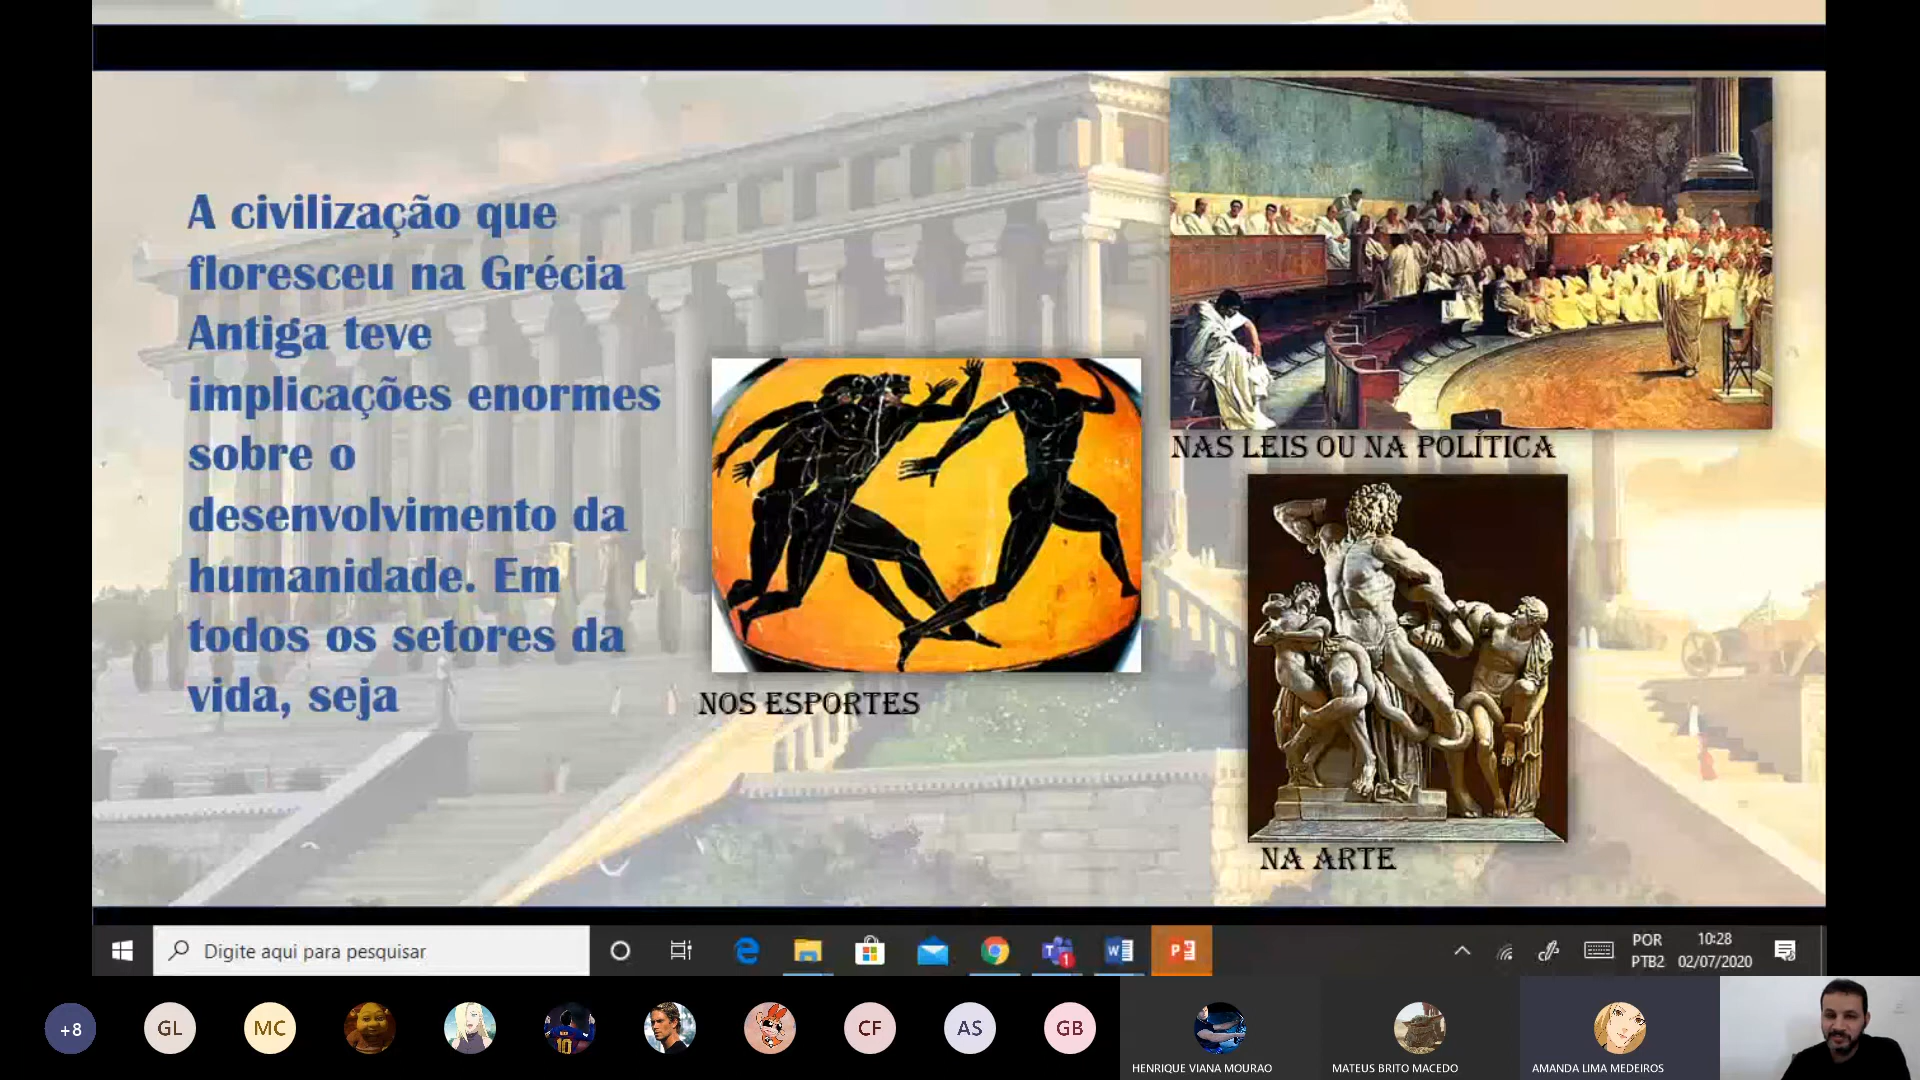 A civilização que
floresceu na Grécia
Antiga teve
implicações enormes
sobre o
desenvolvimento da
humanidade. Em
todos os setores da
vida, seja
NOS ESPORTES
NAS LEIS OU NA POLÍTICA
NA ARTE
Digite aqui para pesquisar
POR
PTB2
10:28
02/07/2020
+8
GL
MC
10
CF
AS
GB
HENRIQUE VIANA MOURAO
MATEUS BRITO MACEDO
AMANDA LIMA MEDEIROS